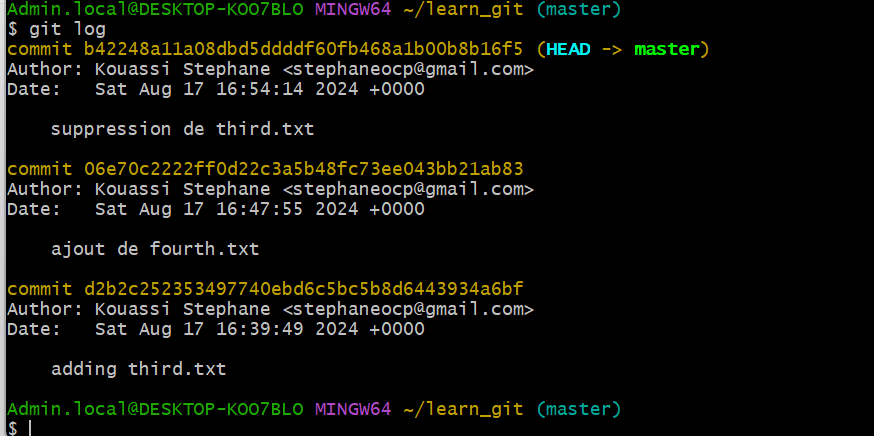 Admin.local@DESKTOP-KOO7BLO MINGW64 ~/learn_git (master)
$ git log
commit b42248a11a08dbd5ddddf60fb468a1b00b8b16f5 (HEAD -> master)
Author: Kouassi Stephane <stephaneocp@gmail.com>
Date:   Sat Aug 17 16:54:14 2024 +0000
    suppression de third.txt
commit 06e70c2222ff0d22c3a5b48fc73ee043bb21ab83
Author: Kouassi Stephane <stephaneocp@gmail.com>
Date:   Sat Aug 17 16:47:55 2024 +0000
    ajout de fourth.txt
commit d2b2c252353497740ebd6c5bc5b8d6443934a6bf
Author: Kouassi Stephane <stephaneocp@gmail.com>
Date:   Sat Aug 17 16:39:49 2024 +0000
    adding third.txt
Admin.local@DESKTOP-KOO7BLO MINGW64 ~/learn_git (master)
$